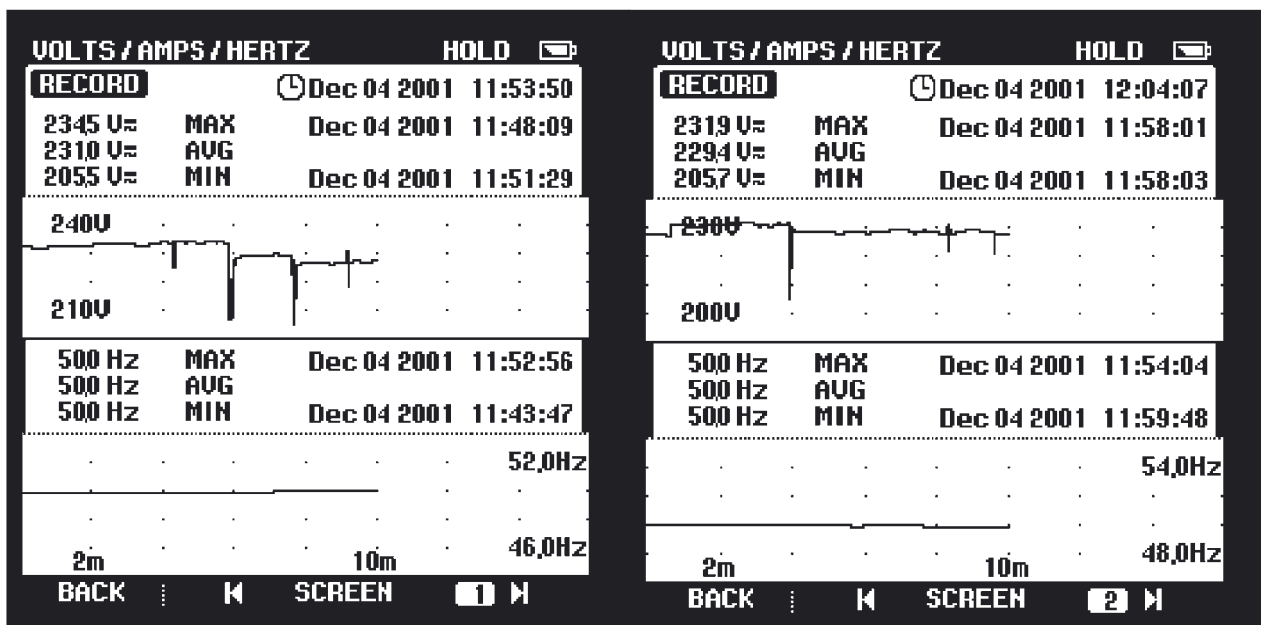 VOLTS / AMPS / HERTZ HOLD
RECORD Dec 04 2001 11:53:50
234,5 V≂ MAX Dec 04 2001 11:48:09
231,0 V≂ AVG
205,5 V≂ MIN Dec 04 2001 11:51:29
240V
210V
50,0 Hz MAX Dec 04 2001 11:52:56
50,0 Hz AVG
50,0 Hz MIN Dec 04 2001 11:43:47
52,0Hz
46,0Hz
2m 10m
BACK SCREEN 1
VOLTS / AMPS / HERTZ HOLD
RECORD Dec 04 2001 12:04:07
231,9 V≂ MAX Dec 04 2001 11:58:01
229,4 V≂ AVG
205,7 V≂ MIN Dec 04 2001 11:58:03
230V
200V
50,0 Hz MAX Dec 04 2001 11:54:04
50,0 Hz AVG
50,0 Hz MIN Dec 04 2001 11:59:48
54,0Hz
48,0Hz
2m 10m
BACK SCREEN 2